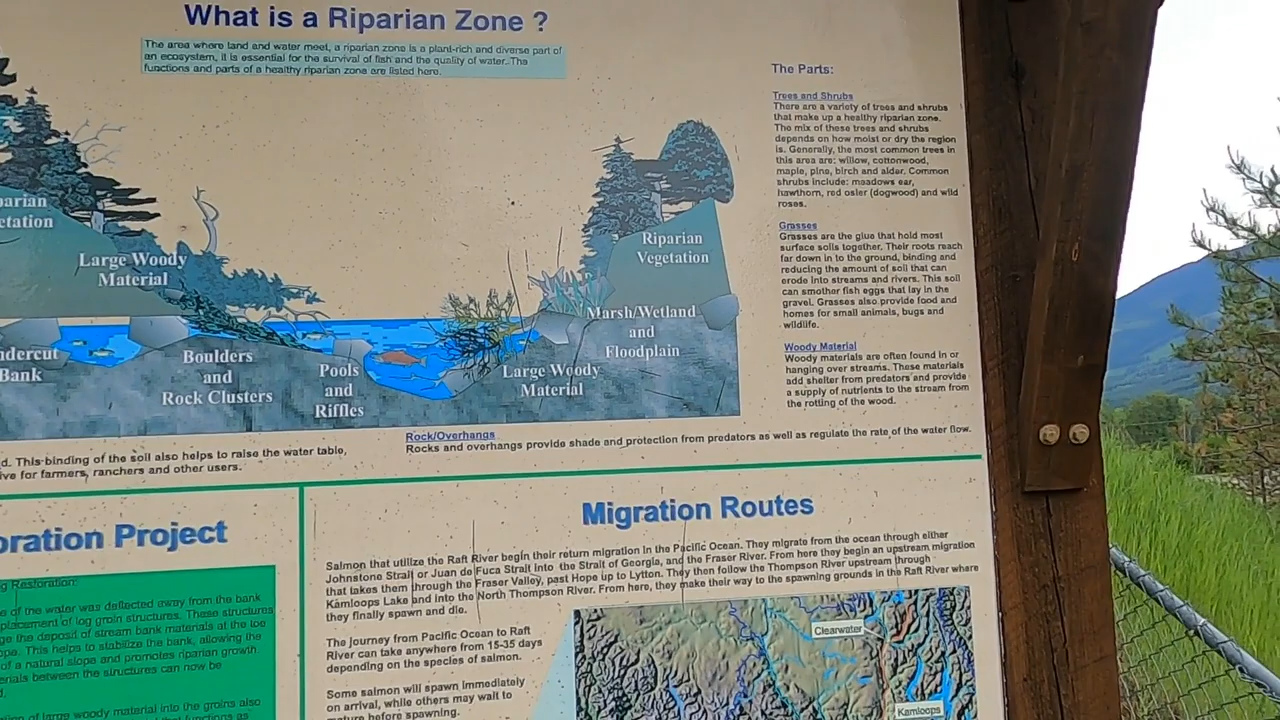 What is a Riparian Zone ?
The area where land and water meet, a riparian zone is a plant-rich and diverse part of
an ecosystem, it is essential for the survival of fish and the quality of water. The
functions and parts of a healthy riparian zone are listed here.
The Parts:
Trees and Shrubs
There are a variety of trees and shrubs
that make up a healthy riparian zone.
The mix of these trees and shrubs
depends on how moist or dry the region
is. Generally, the most common trees in
this area are: willow, cottonwood,
maple, pine, birch and alder. Common
shrubs include: meadows ear,
hawthorn, red osier (dogwood) and wild
roses.
Grasses
Grasses are the glue that hold most
surface soils together. Their roots reach
far down in to the ground, binding and
reducing the amount of soil that can
erode into streams and rivers. This soil
can smother fish eggs that lay in the
gravel. Grasses also provide food and
homes for small animals, bugs and
wildlife.
Woody Material
Woody materials are often found in or
hanging over streams. These materials
add shelter from predators and provide
a supply of nutrients to the stream from
the rotting of the wood.
parian
etation
Large Woody
Material
Riparian
Vegetation
Marsh/Wetland
and
Floodplain
ndercut
Bank
Boulders
and
Rock Clusters
Pools
and
Riffles
Large Woody
Material
d. This binding of the soil also helps to raise the water table,
ive for farmers, ranchers and other users.
Rock/Overhangs
Rocks and overhangs provide shade and protection from predators as well as regulate the rate of the water flow.
oration Project
g Restoration:
e of the water was deflected away from the bank
placement of log groin structures. These structures
ge the deposit of stream bank materials at the toe
ope. This helps to stabilize the bank, allowing the
of a natural slope and promotes riparian growth.
erials between the structures can now be
d.
tion of large woody material into the groins also
that functions as
Migration Routes
Salmon that utilize the Raft River begin their return migration in the Pacific Ocean. They migrate from the ocean through either
Johnstone Strait or Juan de Fuca Strait into the Strait of Georgia, and the Fraser River. From here they begin an upstream migration
that takes them through the Fraser Valley, past Hope up to Lytton. They then follow the Thompson River upstream through
Kamloops Lake and into the North Thompson River. From here, they make their way to the spawning grounds in the Raft River where
they finally spawn and die.
The Journey from Pacific Ocean to Raft
River can take anywhere from 15-35 days
depending on the species of salmon.
Some salmon will spawn immediately
on arrival, while others may wait to
mature before spawning.
Clearwater
Kamloops